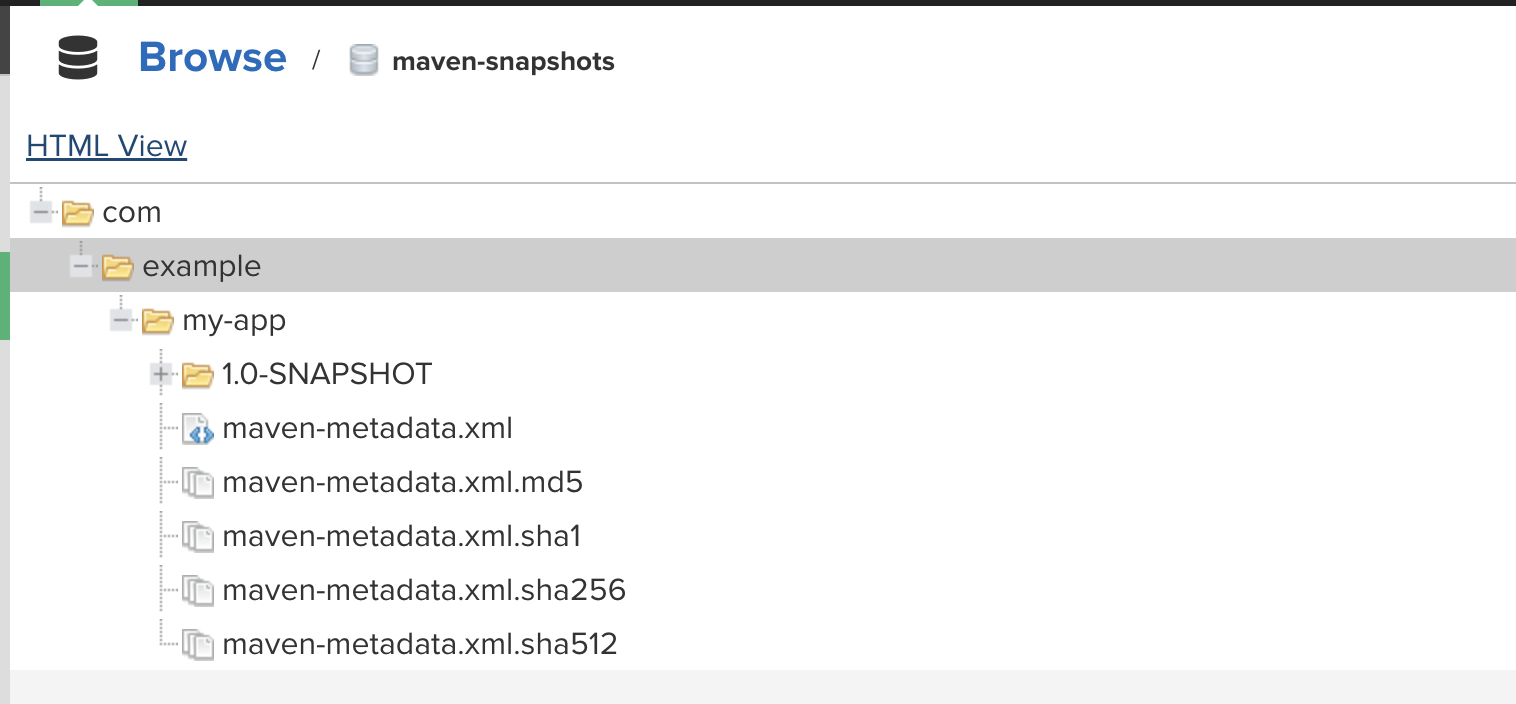 Browse / maven-snapshots
HTML View
com
example
my-app
1.0-SNAPSHOT
maven-metadata.xml
maven-metadata.xml.md5
maven-metadata.xml.sha1
maven-metadata.xml.sha256
maven-metadata.xml.sha512